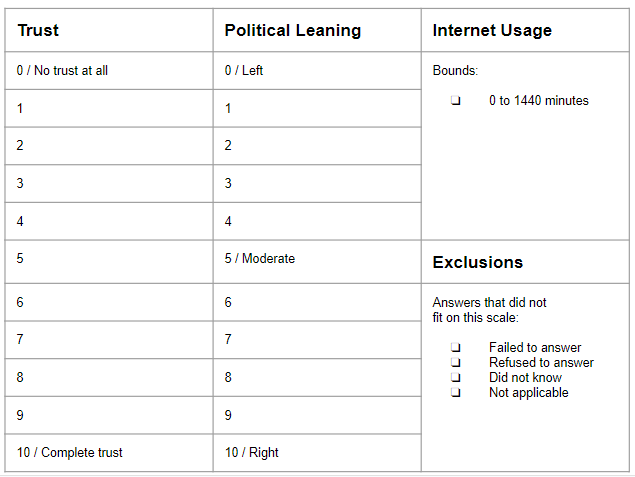 Trust Political Leaning Internet Usage
0 / No trust at all 0 / Left Bounds:
❏ 0 to 1440 minutes
1 1
2 2
3 3
4 4
5 5 / Moderate Exclusions
6 6 Answers that did not
fit on this scale:
7 7 ❏ Failed to answer
❏ Refused to answer
8 8 ❏ Did not know
❏ Not applicable
9 9
10 / Complete trust 10 / Right